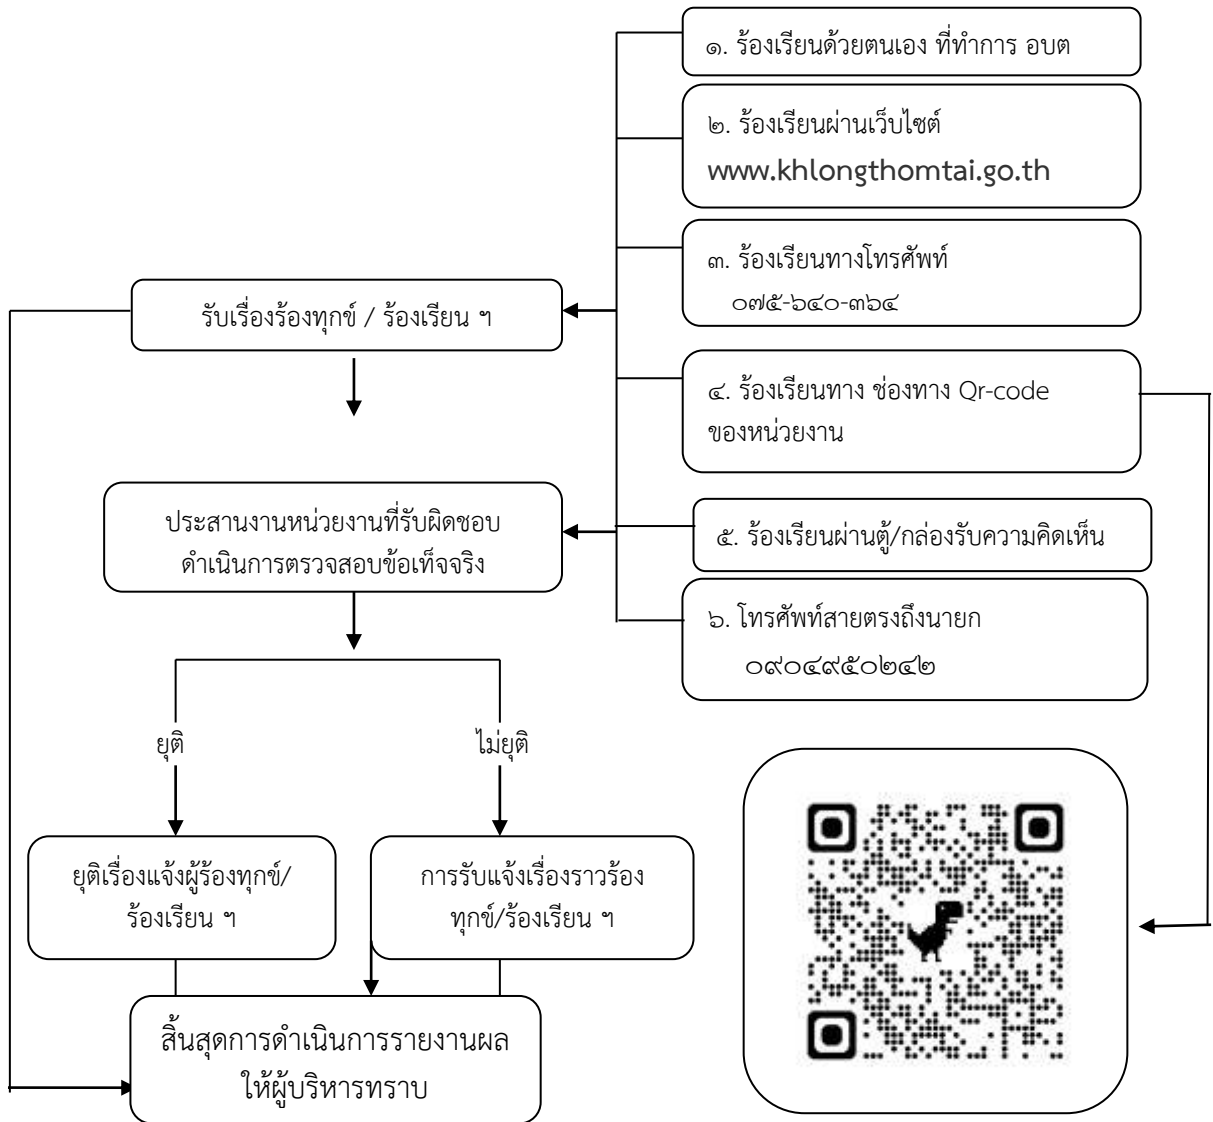 ๑. ร้องเรียนด้วยตนเอง ที่ทำการ อบต
๒. ร้องเรียนผ่านเว็บไซต์
www.khlongthomtai.go.th
๓. ร้องเรียนทางโทรศัพท์
๐๗๕-๖๔๐-๓๖๔
รับเรื่องร้องทุกข์ / ร้องเรียน ฯ
๔. ร้องเรียนทาง ช่องทาง Qr-code
ของหน่วยงาน
ประสานงานหน่วยงานที่รับผิดชอบ
ดำเนินการตรวจสอบข้อเท็จจริง
๕. ร้องเรียนผ่านตู้/กล่องรับความคิดเห็น
๖. โทรศัพท์สายตรงถึงนายก
๐๙๐๔๙๕๐๒๔๒
ยุติ
ไม่ยุติ
ยุติเรื่องแจ้งผู้ร้องทุกข์/
ร้องเรียน ฯ
การรับแจ้งเรื่องราวร้อง
ทุกข์/ร้องเรียน ฯ
สิ้นสุดการดำเนินการรายงานผล
ให้ผู้บริหารทราบ